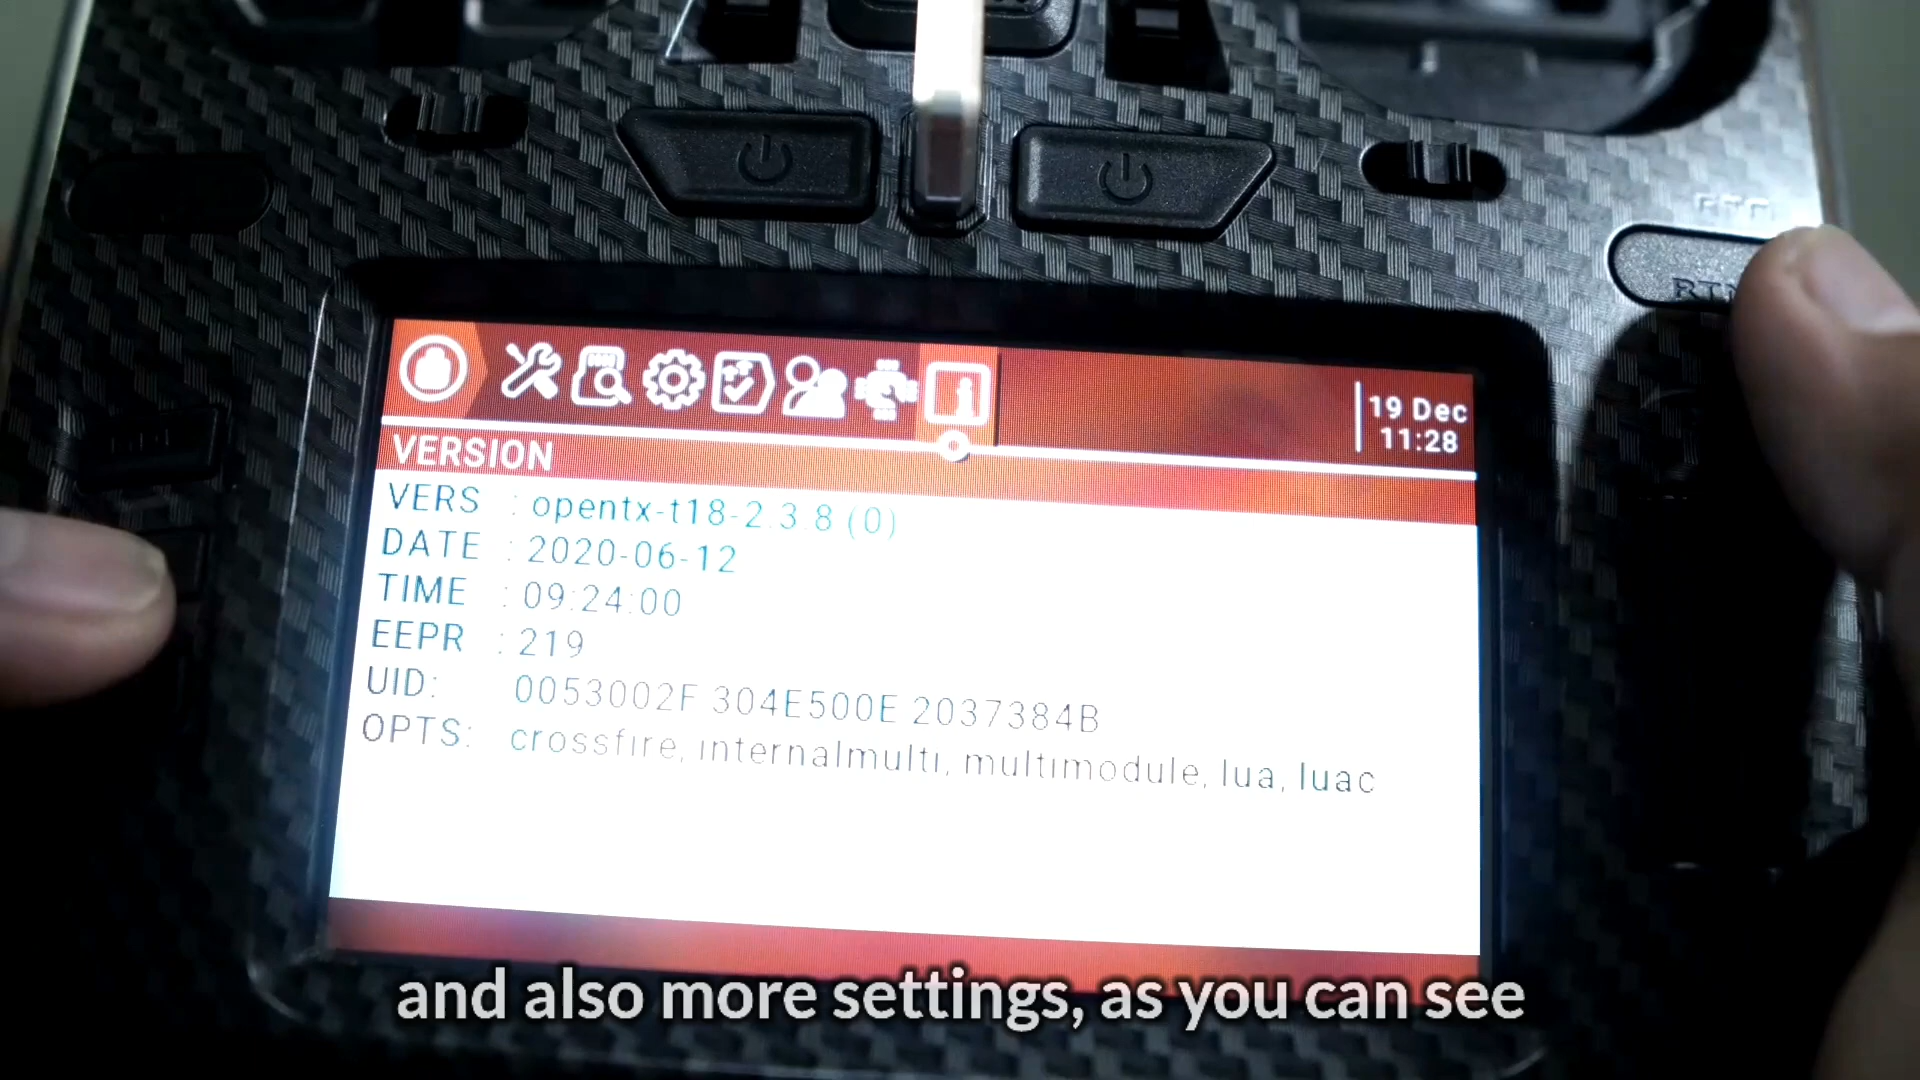 19 Dec
11:28
VERSION
VERS : opentx-t18-2.3.8 (0)
DATE : 2020-06-12
TIME : 09:24:00
EEPR : 219
UID: 0053002F 304E500E 2037384B
OPTS: crossfire, internalmulti, multimodule, lua, luac
and also more settings, as you can see